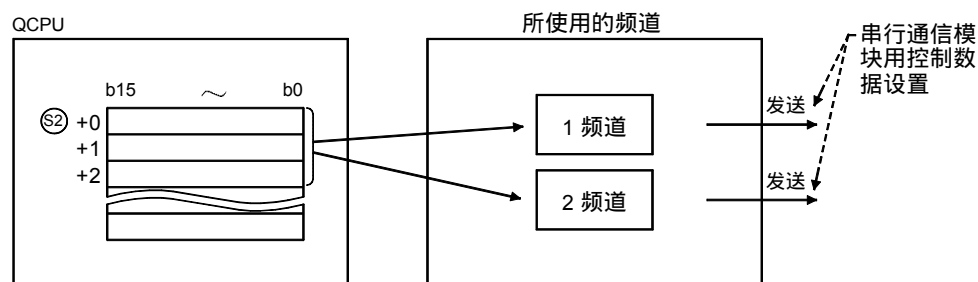 QCPU
所使用的频道
串行通信模
块用控制数
据设置
b15 ～ b0
S2 +0
+1
+2
1 频道
2 频道
发送
发送